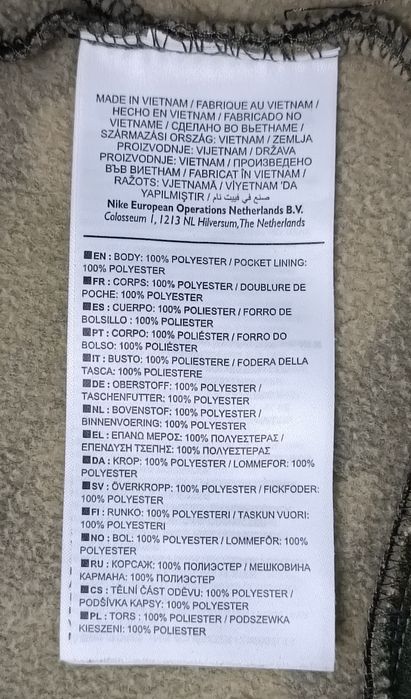 MADE IN VIETNAM / FABRIQUE AU VIETNAM /
HECHO EN VIETNAM / FABRICADO NO
VIETNAME / СДЕЛАНО ВО ВЬЕТНАМЕ /
SZÁRMAZÁSI ORSZÁG: VIETNAM / ZEMLJA
PROIZVODNJE: VIJETNAM / DRŽAVA
PROIZVODNJE: VIETNAM / ПРОИЗВЕДЕНО
ВЪВ ВИЕТНАМ / FABRICAT ÎN VIETNAM /
RAŽOTS: VJETNAMĀ / VİYETNAM 'DA
YAPILMIŞTIR / صنع في فييت نام
Nike European Operations Netherlands B.V.
Colosseum 1, 1213 NL Hilversum,The Netherlands
EN : BODY: 100% POLYESTER / POCKET LINING:
100% POLYESTER
FR : CORPS: 100% POLYESTER / DOUBLURE DE
POCHE: 100% POLYESTER
ES : CUERPO: 100% POLIESTER / FORRO DE
BOLSILLO : 100% POLIESTER
PT : CORPO: 100% POLIÉSTER / FORRO DO
BOLSO: 100% POLIÉSTER
IT : BUSTO: 100% POLIESTERE / FODERA DELLA
TASCA: 100% POLIESTERE
DE : OBERSTOFF: 100% POLYESTER /
TASCHENFUTTER: 100% POLYESTER
NL : BOVENSTOF: 100% POLYESTER /
BINNENVOERING: 100% POLYESTER
EL : ΕΠΑΝΩ ΜΕΡΟΣ: 100% ΠΟΛΥΕΣΤΕΡΑΣ /
ΕΠΕΝΔΥΣΗ ΤΣΕΠΗΣ: 100% ΠΟΛΥΕΣΤΕΡΑΣ
DA : KROP: 100% POLYESTER / LOMMEFOR: 100%
POLYESTER
SV : ÖVERKROPP: 100% POLYESTER / FICKFODER:
100% POLYESTER
FI : RUNKO: 100% POLYESTERI / TASKUN VUORI:
100% POLYESTERI
NO : BOL: 100% POLYESTER / LOMMEFÔR: 100%
POLYESTER
RU : КОРСАЖ: 100% ПОЛИЭСТЕР / МЕШКОВИНА
КАРМАНА: 100% ПОЛИЭСТЕР
CS : TĚLNÍ ČÁST ODĚVU: 100% POLYESTER /
PODŠÍVKA KAPSY: 100% POLYESTER
PL : TORS : 100% POLIESTER / PODSZEWKA
KIESZENI: 100% POLIESTER